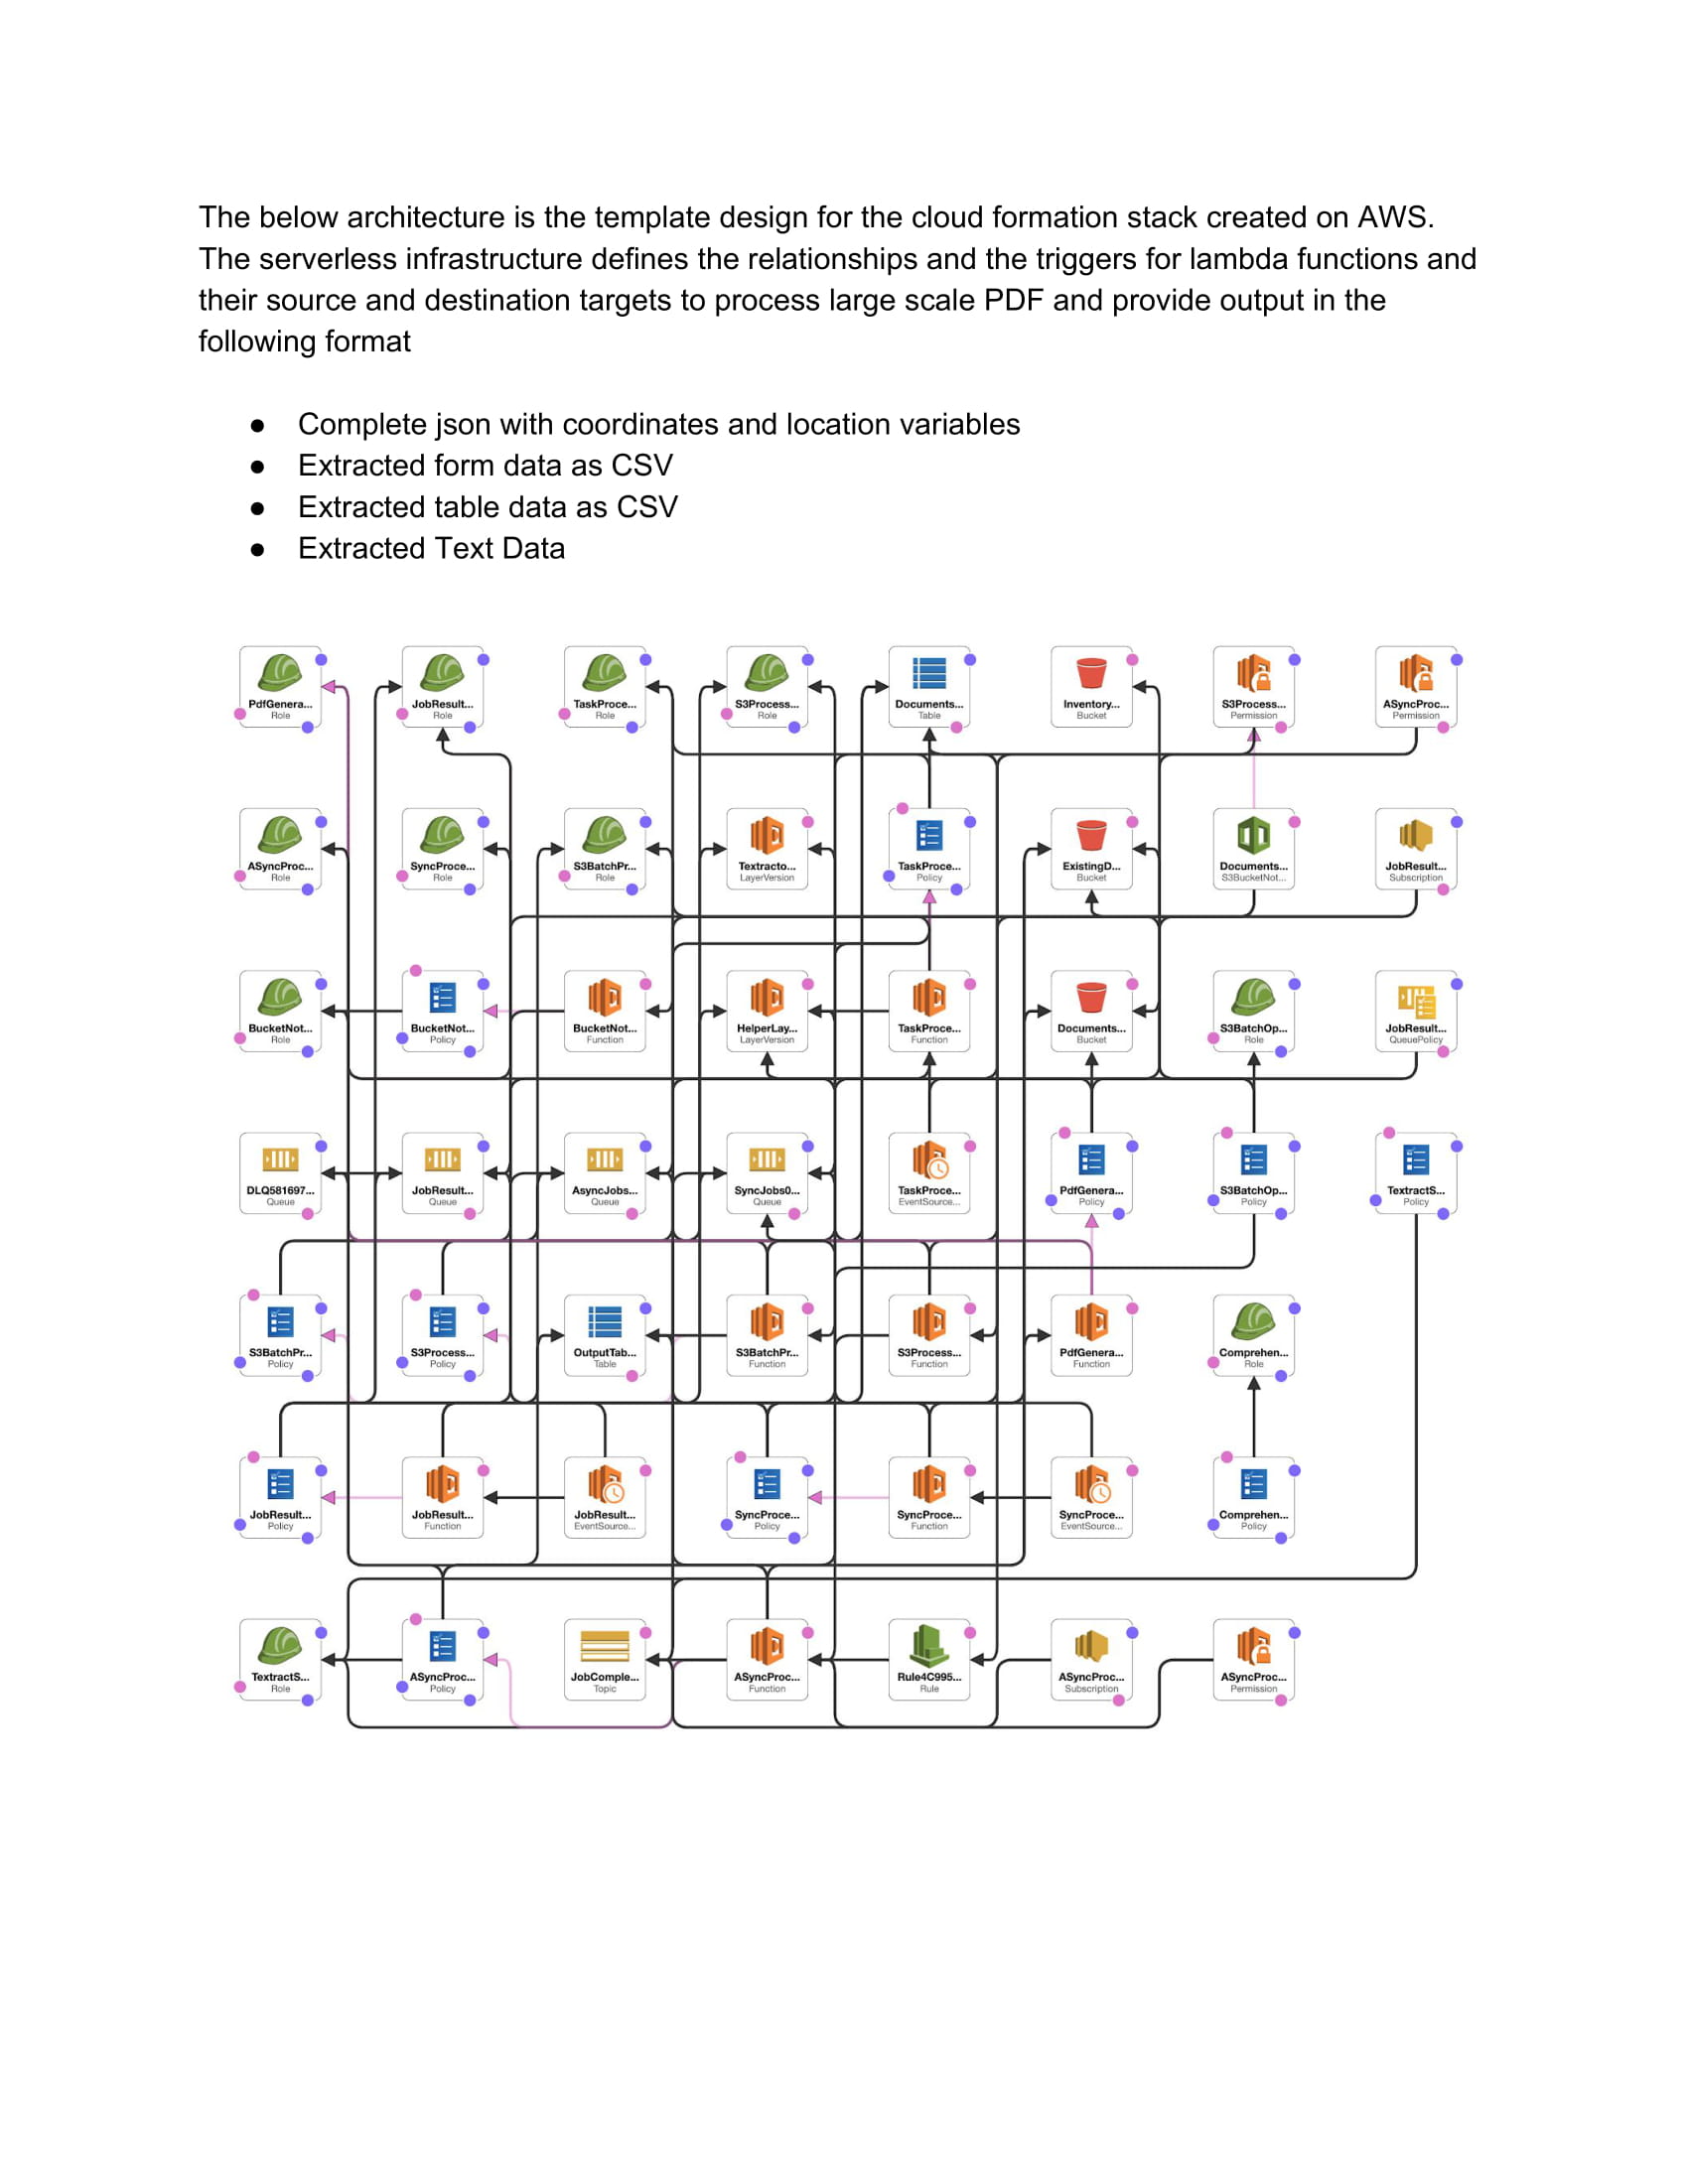 The below architecture is the template design for the cloud formation stack created on AWS.
The serverless infrastructure defines the relationships and the triggers for lambda functions and
their source and destination targets to process large scale PDF and provide output in the
following format
● Complete json with coordinates and location variables
● Extracted form data as CSV
● Extracted table data as CSV
● Extracted Text Data
PdfGenera...
Role
JobResult...
Role
TaskProce...
Role
S3Process...
Role
Documents...
Table
Inventory...
Bucket
S3Process...
Permission
ASyncProc...
Permission
ASyncProc...
Role
SyncProce...
Role
S3BatchPr...
Role
Textracto...
LayerVersion
TaskProce...
Policy
ExistingD...
Bucket
Documents...
S3BucketNot...
JobResult...
Subscription
BucketNot...
Role
BucketNot...
Policy
BucketNot...
Function
HelperLay...
LayerVersion
TaskProce...
Function
Documents...
Bucket
S3BatchOp...
Role
JobResult...
QueuePolicy
DLQ581697...
Queue
JobResult...
Queue
AsyncJobs...
Queue
SyncJobs0...
Queue
TaskProce...
EventSource...
PdfGenera...
Policy
S3BatchOp...
Policy
TextractS...
Policy
S3BatchPr...
Policy
S3Process...
Policy
OutputTab...
Table
S3BatchPr...
Function
S3Process...
Function
PdfGenera...
Function
Comprehen...
Role
JobResult...
Policy
JobResult...
Function
JobResult...
EventSource...
SyncProce...
Policy
SyncProce...
Function
SyncProce...
EventSource...
Comprehen...
Policy
TextractS...
Role
ASyncProc...
Policy
JobComple...
Topic
ASyncProc...
Function
Rule4C995...
Rule
ASyncProc...
Subscription
ASyncProc...
Permission